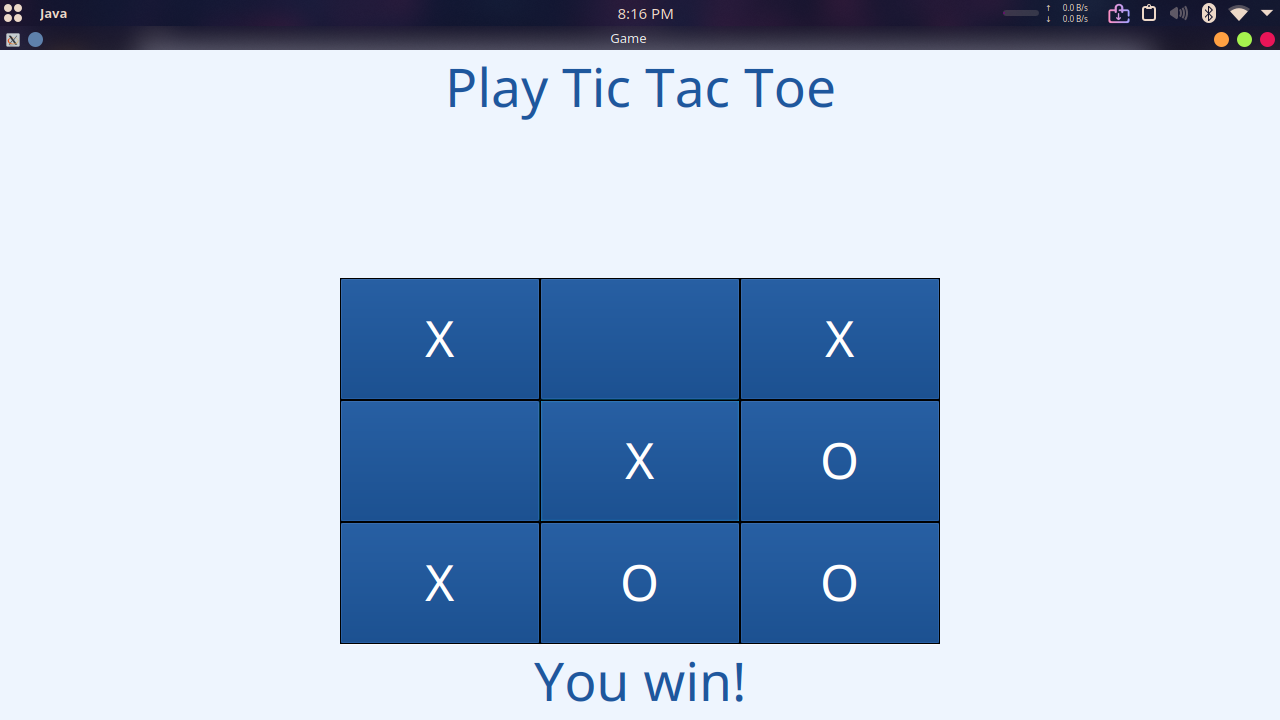 Java
8:16 PM
↑ 0.0 B/s
↓ 0.0 B/s
X
Game
Play Tic Tac Toe
X X
X O
X O O
You win!